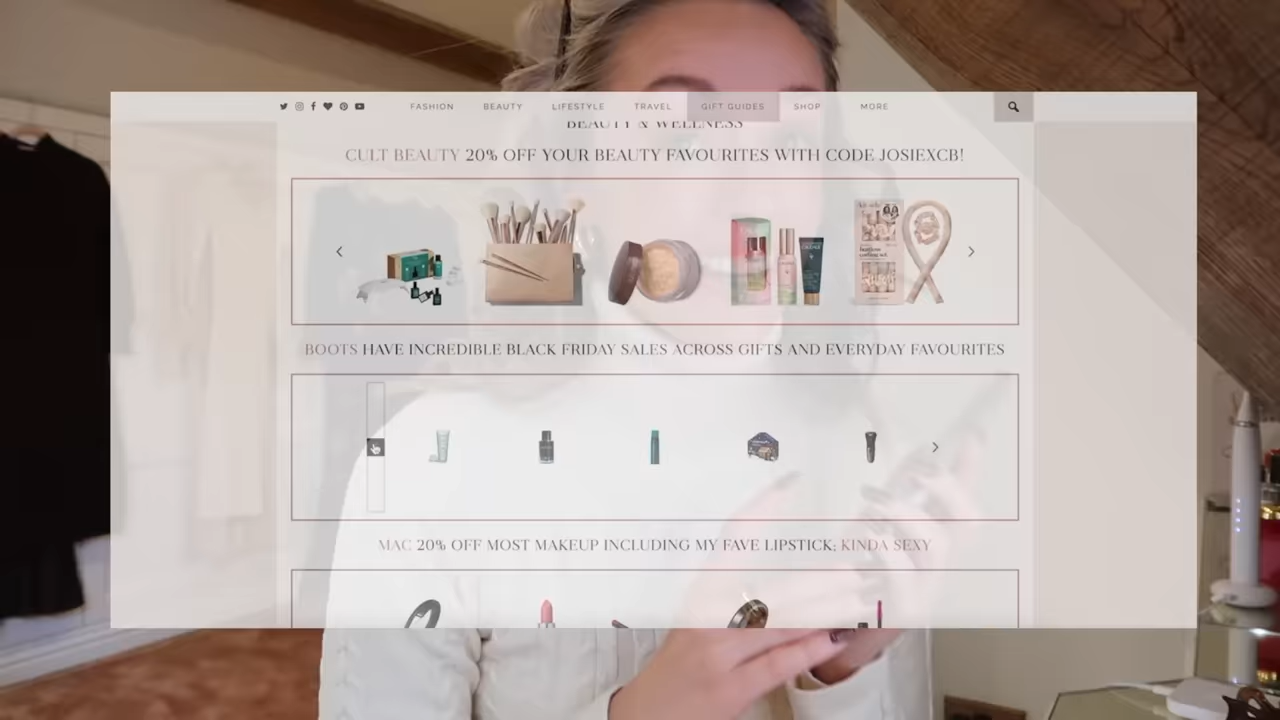 FASHION BEAUTY LIFESTYLE TRAVEL GIFT GUIDES SHOP MORE
BEAUTY & WELLNESS
CULT BEAUTY 20% OFF YOUR BEAUTY FAVOURITES WITH CODE JOSIEXCB!
BOOTS HAVE INCREDIBLE BLACK FRIDAY SALES ACROSS GIFTS AND EVERYDAY FAVOURITES
MAC 20% OFF MOST MAKEUP INCLUDING MY FAVE LIPSTICK; KINDA SEXY